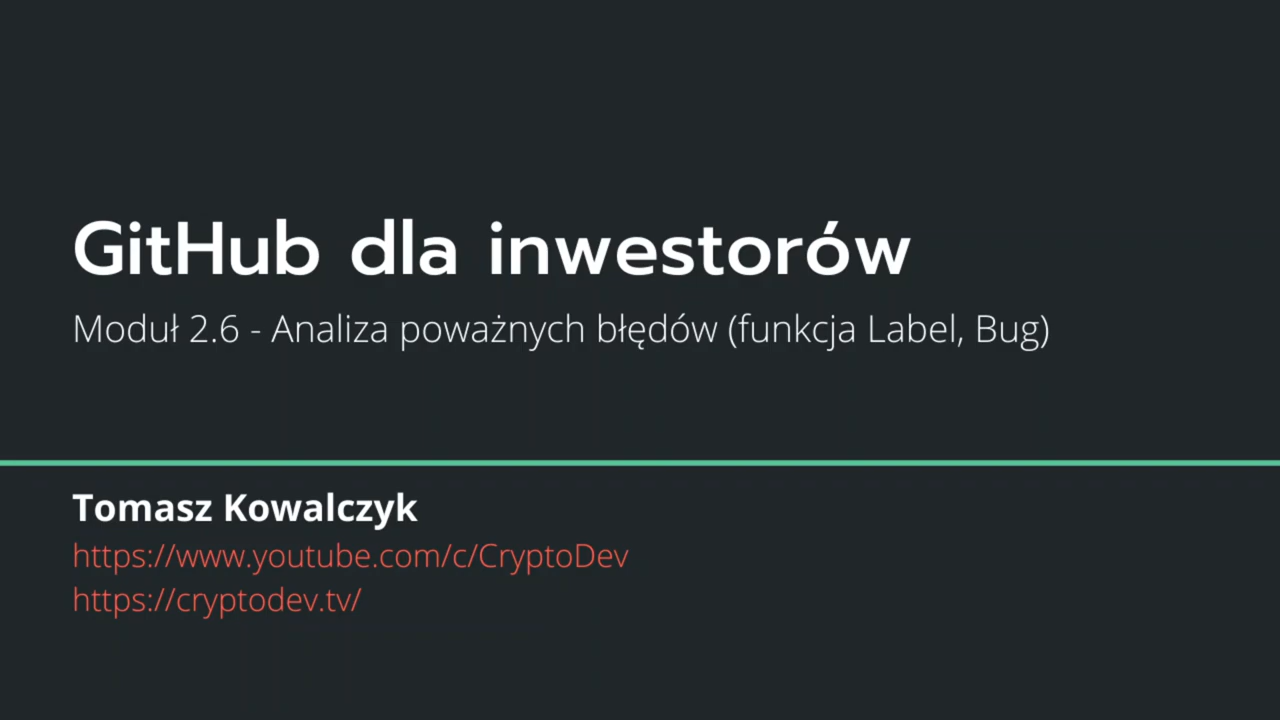 GitHub dla inwestorów
Moduł 2.6 - Analiza poważnych błędów (funkcja Label, Bug)
Tomasz Kowalczyk
https://www.youtube.com/c/CryptoDev
https://cryptodev.tv/